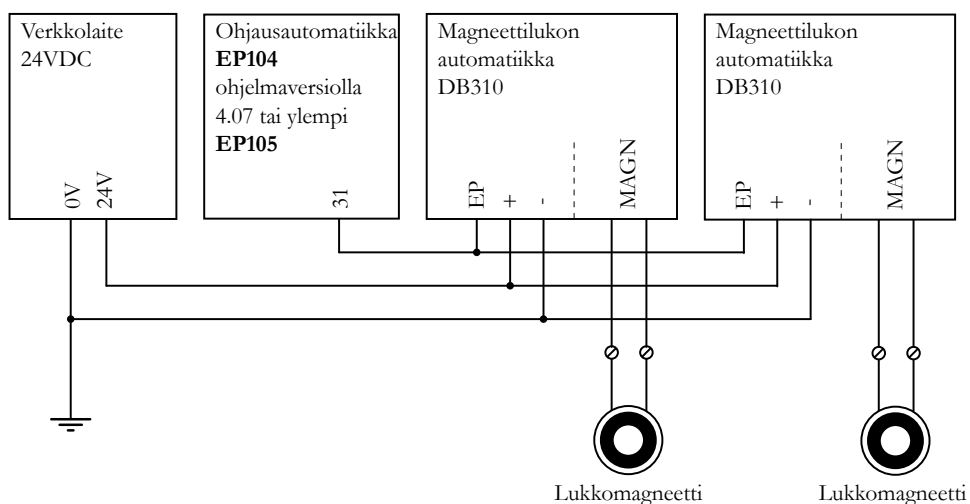 Verkkolaite
24VDC
0V
24V
Ohjausautomatiikka
EP104
ohjelmaversiolla
4.07 tai ylempi
EP105
31
Magneettilukon
automatiikka
DB310
EP
+
-
MAGN
Magneettilukon
automatiikka
DB310
EP
+
-
MAGN
Lukkomagneetti
Lukkomagneetti